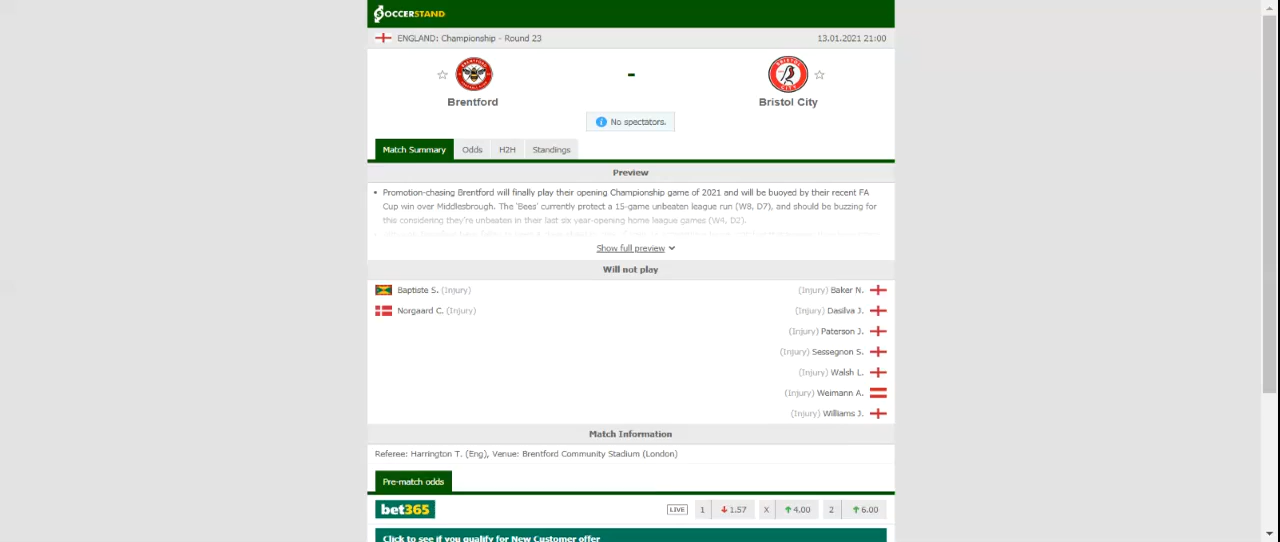 SOCCERSTAND
ENGLAND: Championship - Round 23 13.01.2021 21:00
-
Brentford Bristol City
No spectators.
Match Summary Odds H2H Standings
Preview
Promotion-chasing Brentford will finally play their opening Championship game of 2021 and will be buoyed by their recent FA
Cup win over Middlesbrough. The 'Bees' currently protect a 15-game unbeaten league run (W8, D7), and should be buzzing for
this considering they're unbeaten in their last six year-opening home league games (W4, D2).
Show full preview
Will not play
Baptiste S. (Injury) (Injury) Baker N.
Norgaard C. (Injury) (Injury) Dasilva J.
(Injury) Paterson J.
(Injury) Sessegnon S.
(Injury) Walsh L.
(Injury) Weimann A.
(Injury) Williams J.
Match Information
Referee: Harrington T. (Eng), Venue: Brentford Community Stadium (London)
Pre-match odds
bet365 LIVE 1 1.57 X 4.00 2 6.00
Click to see if you qualify for New Customer offer